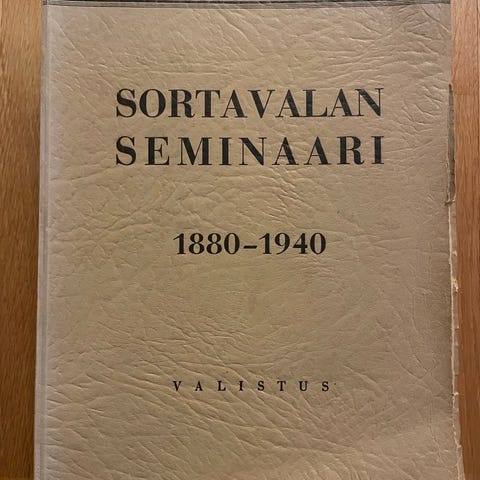 SORTAVALAN
SEMINAARI
1880–1940
VALISTUS